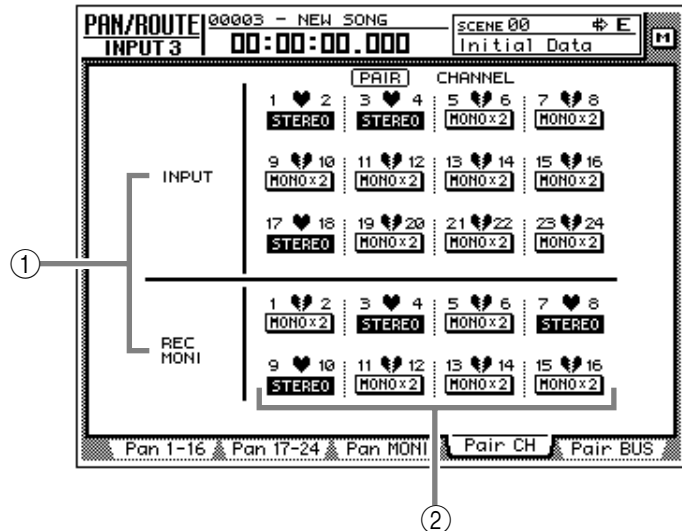 PAN/ROUTE 00003 - NEW SONG SCENE 00 E M
INPUT 3 00:00:00.000 Initial Data
PAIR CHANNEL
1 ♥ 2 3 ♥ 4 5 6 7 8
STEREO STEREO MONO×2 MONO×2
INPUT
9 10 11 12 13 14 15 16
MONO×2 MONO×2 MONO×2 MONO×2
17 ♥ 18 19 20 21 22 23 24
STEREO MONO×2 MONO×2 MONO×2
①
REC
MONI
1 2 3 ♥ 4 5 6 7 ♥ 8
MONO×2 STEREO MONO×2 STEREO
9 ♥ 10 11 12 13 14 15 16
STEREO MONO×2 MONO×2 MONO×2
Pan 1-16 Pan 17-24 Pan MONI Pair CH Pair BUS
②